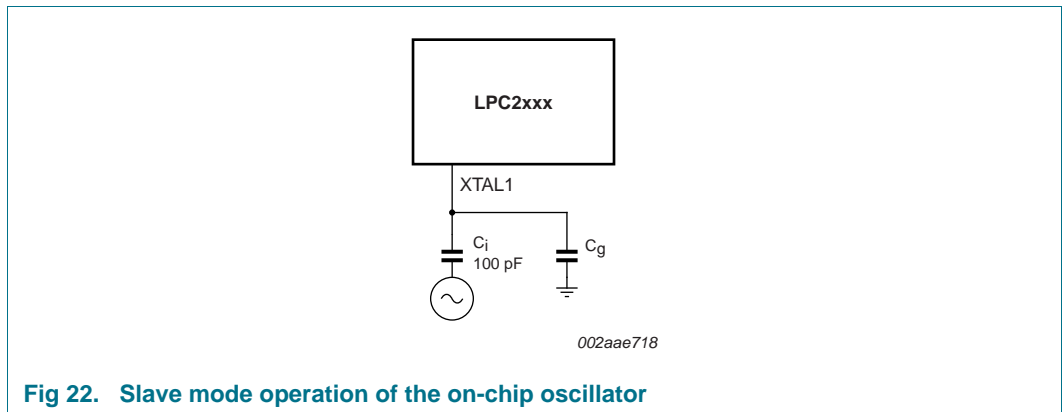 LPC2xxx
XTAL1
Ci
100 pF
Cg
002aae718
Fig 22. Slave mode operation of the on-chip oscillator